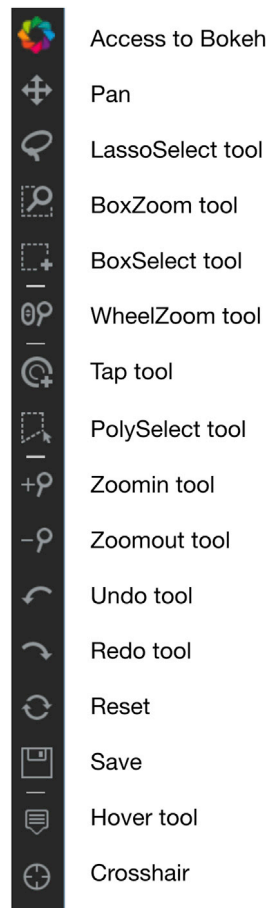 Access to Bokeh
Pan
LassoSelect tool
BoxZoom tool
BoxSelect tool
WheelZoom tool
Tap tool
PolySelect tool
Zoomin tool
Zoomout tool
Undo tool
Redo tool
Reset
Save
Hover tool
Crosshair